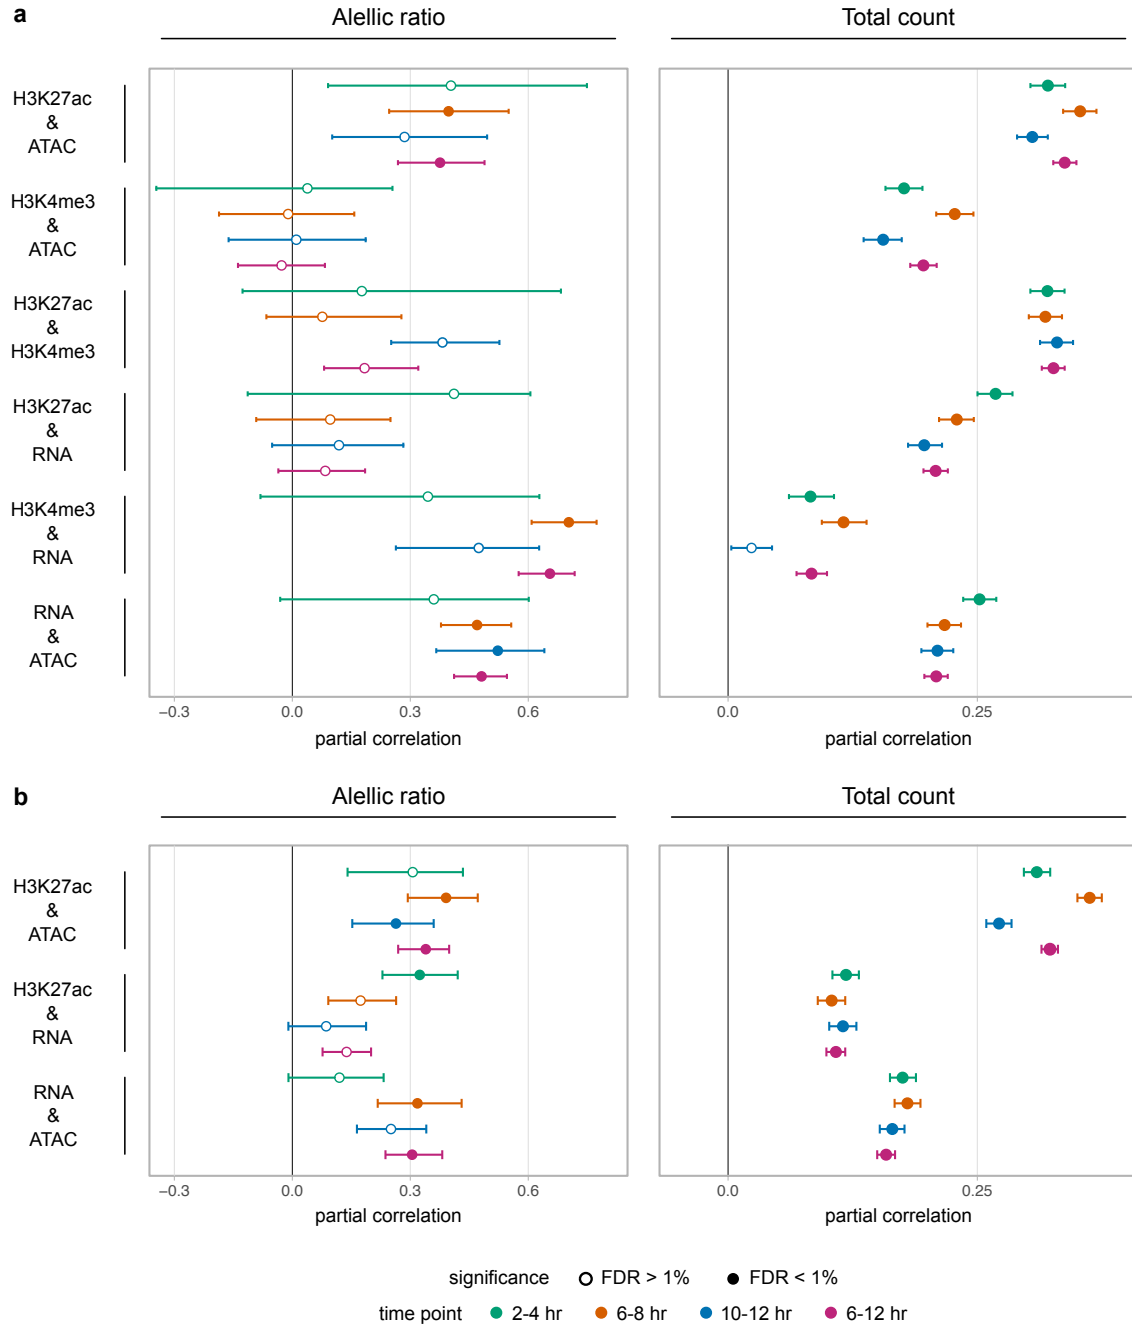 a
Alellic ratio
Total count
H3K27ac
&
ATAC
H3K4me3
&
ATAC
H3K27ac
&
H3K4me3
H3K27ac
&
RNA
H3K4me3
&
RNA
RNA
&
ATAC
−0.3 0.0 0.3 0.6
partial correlation
0.0 0.25
partial correlation
b
Alellic ratio
Total count
H3K27ac
&
ATAC
H3K27ac
&
RNA
RNA
&
ATAC
−0.3 0.0 0.3 0.6
partial correlation
0.0 0.25
partial correlation
significance FDR > 1% FDR < 1%
time point 2-4 hr 6-8 hr 10-12 hr 6-12 hr